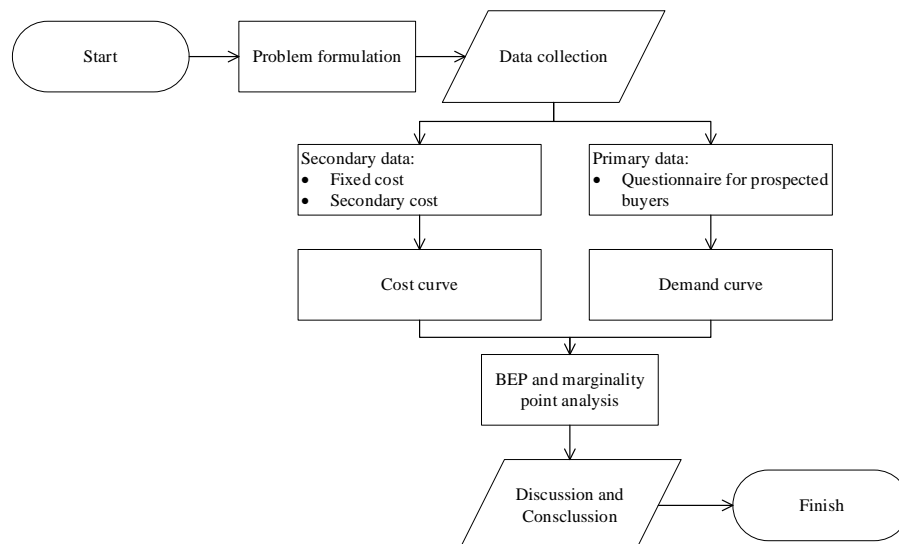 Start
Problem formulation
Data collection
Secondary data:
• Fixed cost
• Secondary cost
Primary data:
• Questionnaire for prospected
buyers
Cost curve
Demand curve
BEP and marginality
point analysis
Discussion and
Consclussion
Finish